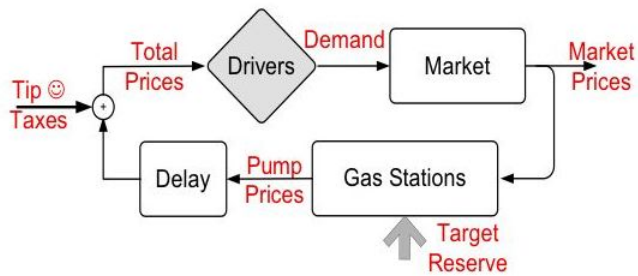 Total
Prices
Drivers
Demand
Market
Market
Prices
Tip ☺
Taxes
+
Delay
Pump
Prices
Gas Stations
Target
Reserve